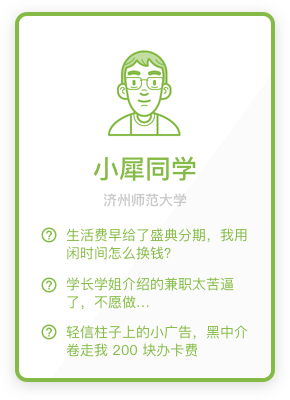 小犀同学
济州师范大学
生活费早给了盛典分期，我用
闲时间怎么换钱？
学长学姐介绍的兼职太苦逼
了，不愿做…
轻信柱子上的小广告，黑中介
卷走我 200 块办卡费